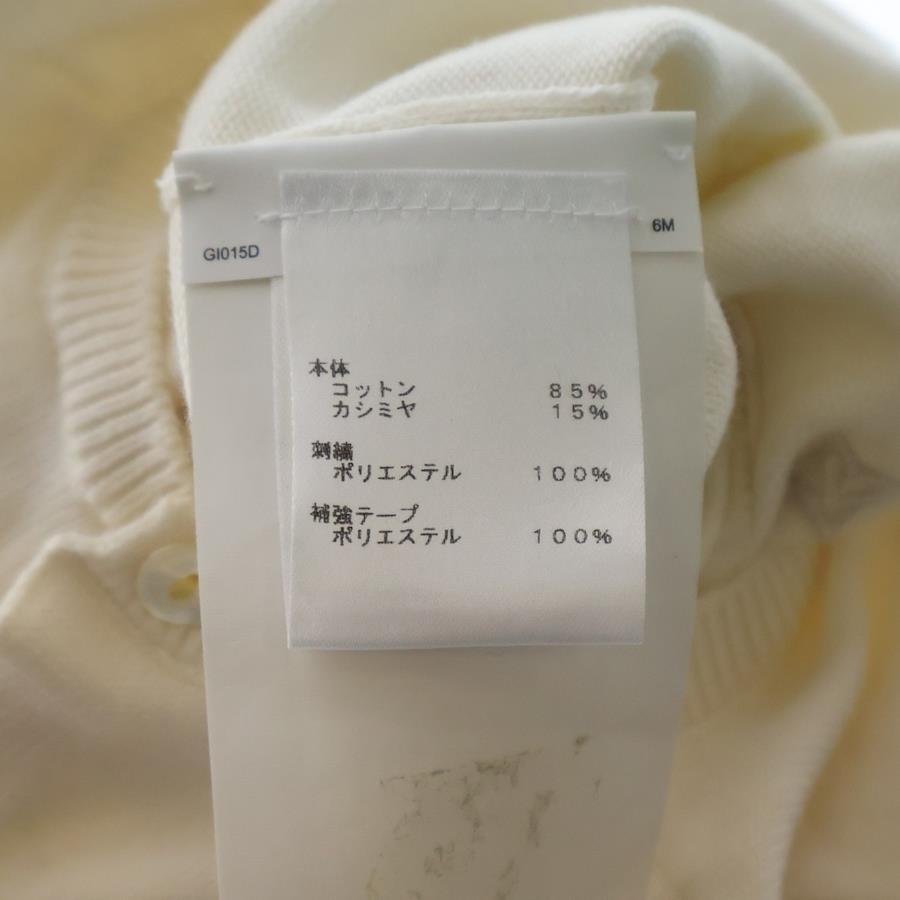 GI015D
6M
本体
コットン 85%
カシミヤ 15%
刺繍
ポリエステル 100%
補強テープ
ポリエステル 100%